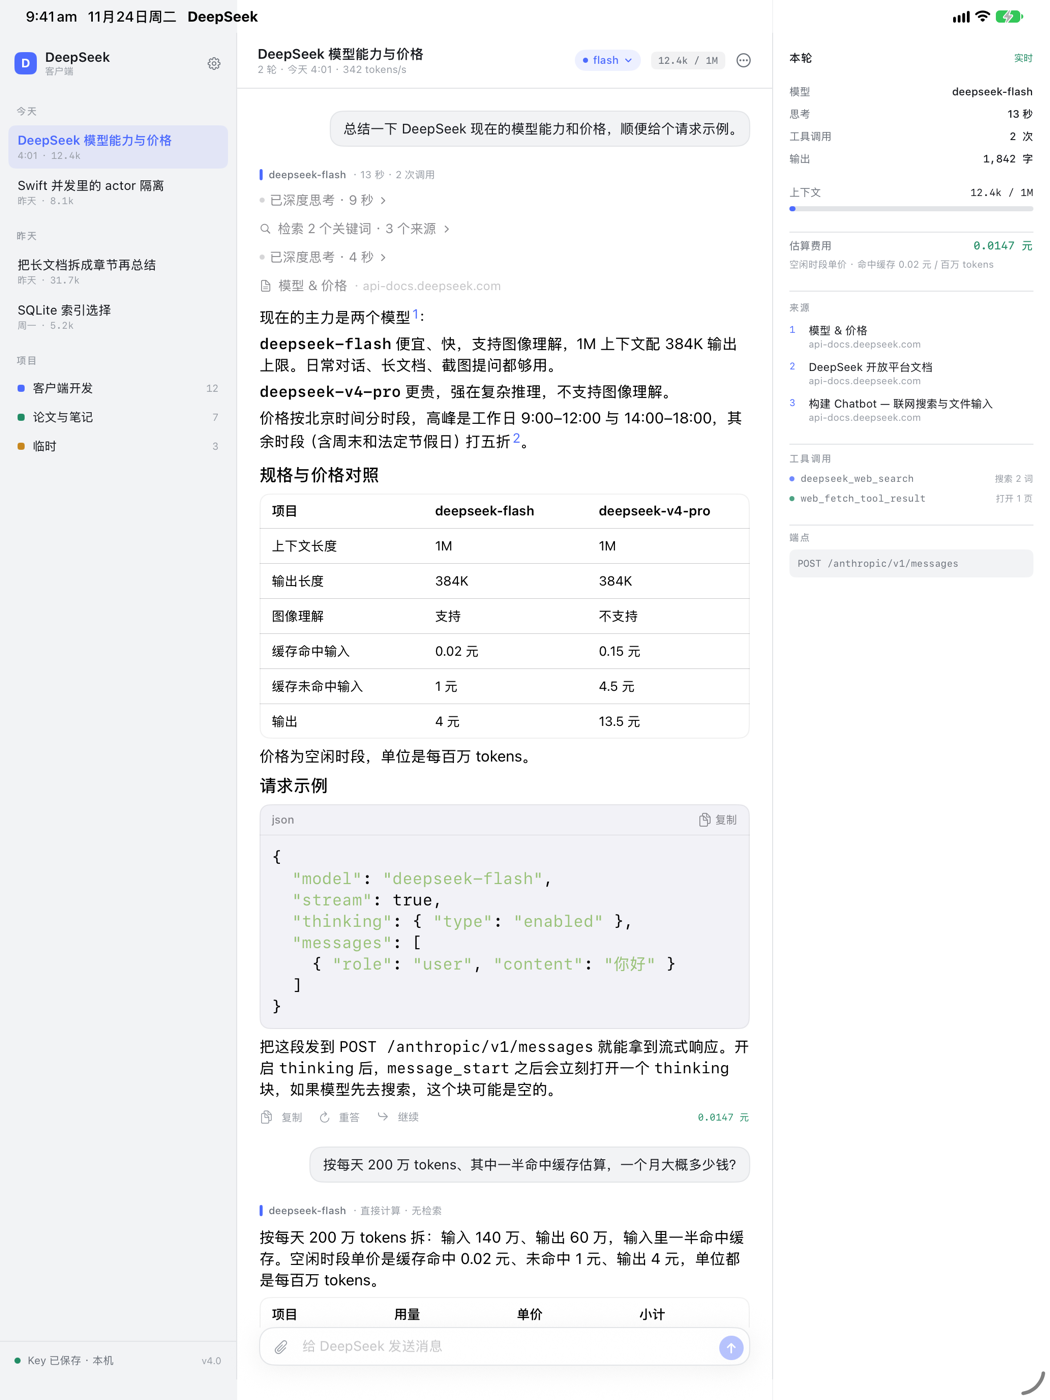 9:41 am 11月24日周二 DeepSeek
D
DeepSeek
客户端
今天
DeepSeek 模型能力与价格
4:01 · 12.4k
Swift 并发里的 actor 隔离
昨天 · 8.1k
昨天
把长文档拆成章节再总结
昨天 · 31.7k
SQLite 索引选择
周一 · 5.2k
项目
客户端开发 12
论文与笔记 7
临时 3
Key 已保存 · 本机 v4.0
DeepSeek 模型能力与价格
2 轮 · 今天 4:01 · 342 tokens/s
flash
12.4k / 1M
总结一下 DeepSeek 现在的模型能力和价格，顺便给个请求示例。
deepseek-flash · 13 秒 · 2 次调用
已深度思考 · 9 秒
检索 2 个关键词 · 3 个来源
已深度思考 · 4 秒
模型 & 价格 · api-docs.deepseek.com
现在的主力是两个模型1：
deepseek-flash 便宜、快，支持图像理解，1M 上下文配 384K 输出
上限。日常对话、长文档、截图提问都够用。
deepseek-v4-pro 更贵，强在复杂推理，不支持图像理解。
价格按北京时间分时段，高峰是工作日 9:00–12:00 与 14:00–18:00，其
余时段（含周末和法定节假日）打五折2。
规格与价格对照
项目 deepseek-flash deepseek-v4-pro
上下文长度 1M 1M
输出长度 384K 384K
图像理解 支持 不支持
缓存命中输入 0.02 元 0.15 元
缓存未命中输入 1 元 4.5 元
输出 4 元 13.5 元
价格为空闲时段，单位是每百万 tokens。
请求示例
json 复制
{
"model": "deepseek-flash",
"stream": true,
"thinking": { "type": "enabled" },
"messages": [
{ "role": "user", "content": "你好" }
]
}
把这段发到 POST /anthropic/v1/messages 就能拿到流式响应。开
启 thinking 后，message_start 之后会立刻打开一个 thinking
块，如果模型先去搜索，这个块可能是空的。
复制 重答 继续 0.0147 元
按每天 200 万 tokens、其中一半命中缓存估算，一个月大概多少钱？
deepseek-flash · 直接计算 · 无检索
按每天 200 万 tokens 拆：输入 140 万、输出 60 万，输入里一半命中缓
存。空闲时段单价是缓存命中 0.02 元、未命中 1 元、输出 4 元，单位都
是每百万 tokens。
项目 用量 单价 小计
给 DeepSeek 发送消息
本轮 实时
模型 deepseek-flash
思考 13 秒
工具调用 2 次
输出 1,842 字
上下文 12.4k / 1M
估算费用 0.0147 元
空闲时段单价 · 命中缓存 0.02 元 / 百万 tokens
来源
1 模型 & 价格
api-docs.deepseek.com
2 DeepSeek 开放平台文档
api-docs.deepseek.com
3 构建 Chatbot — 联网搜索与文件输入
api-docs.deepseek.com
工具调用
deepseek_web_search 搜索 2 词
web_fetch_tool_result 打开 1 页
端点
POST /anthropic/v1/messages